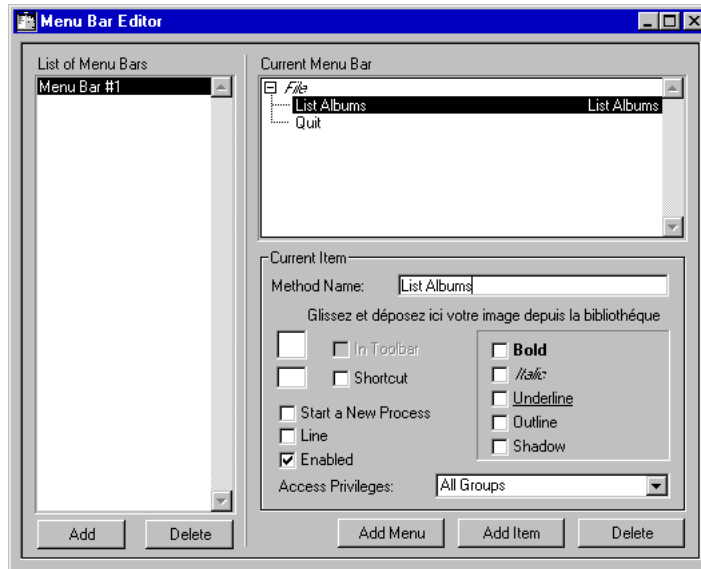 Menu Bar Editor
List of Menu Bars
Menu Bar #1
Add
Delete
Current Menu Bar
File
List Albums List Albums
Quit
Current Item
Method Name: List Albums
Glissez et déposez ici votre image depuis la bibliothéque
In Toolbar
Shortcut
Start a New Process
Line
Enabled
Bold
Italic
Underline
Outline
Shadow
Access Privileges: All Groups
Add Menu
Add Item
Delete